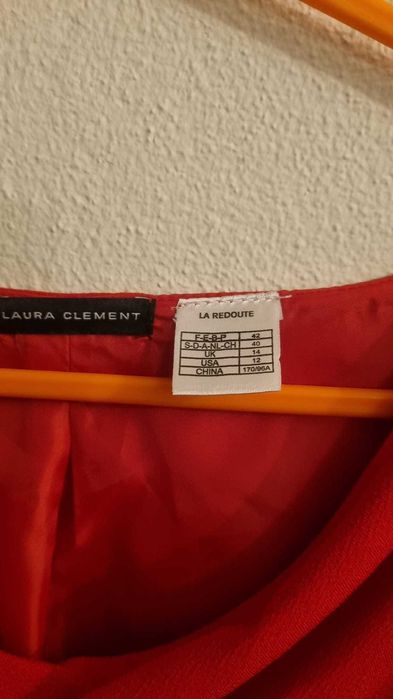 LAURA CLEMENT
LA REDOUTE
F-E-B-P 42
S-D-A-NL-CH 40
UK 14
USA 12
CHINA 170/96A